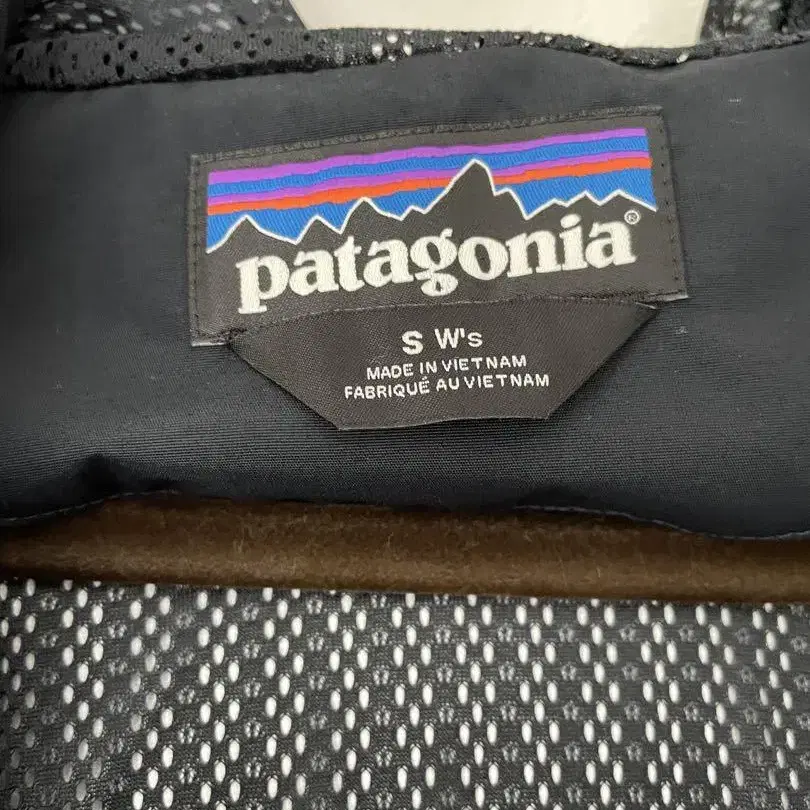 patagonia®
S W's
MADE IN VIETNAM
FABRIQUÉ AU VIETNAM